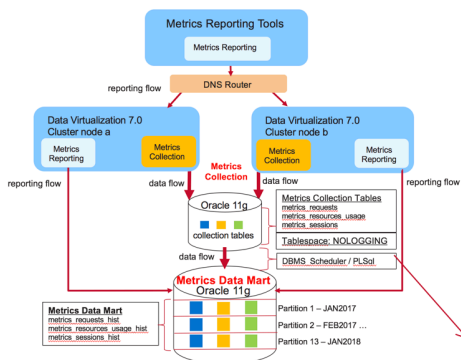 Metrics Reporting Tools
Metrics Reporting
reporting flow
DNS Router
Data Virtualization 7.0
Cluster node a
Metrics
Reporting
Metrics
Collection
Data Virtualization 7.0
Cluster node b
Metrics
Collection
Metrics
Reporting
Metrics
Collection
reporting flow
data flow
data flow
reporting flow
Oracle 11g
collection tables
Metrics Collection Tables
metrics_requests
metrics_resources_usage
metrics_sessions
Tablespace: NOLOGGING
data flow
DBMS_Scheduler / PLSql
Metrics Data Mart
Oracle 11g
Metrics Data Mart
metrics_requests_hist
metrics_resources_usage_hist
metrics_sessions_hist
Partition 1 – JAN2017
Partition 2 – FEB2017 ...
Partition 13 – JAN2018